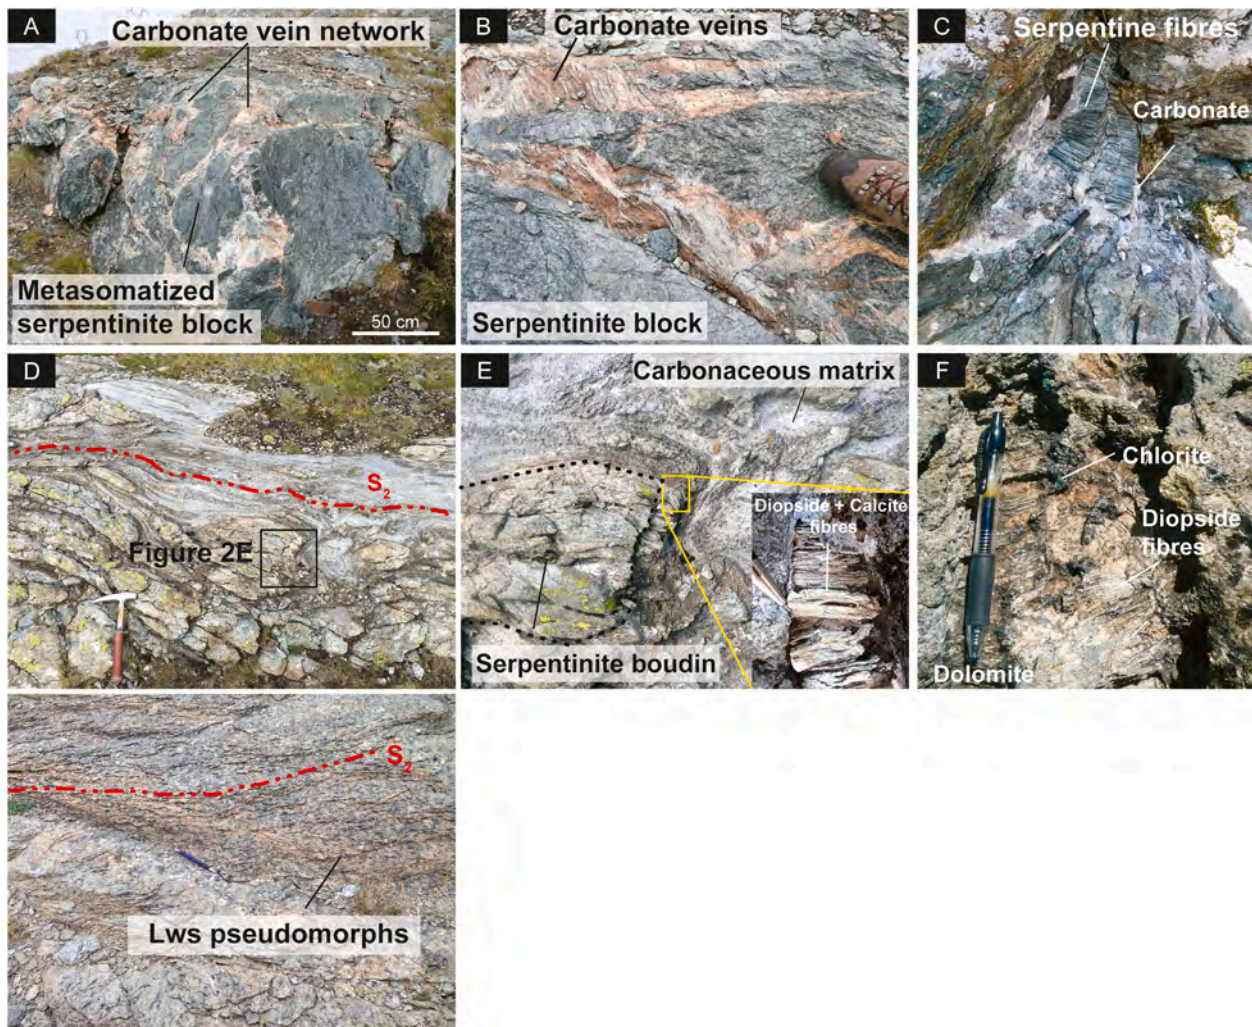 A
Carbonate vein network
Metasomatized
serpentinite block
50 cm
B
Carbonate veins
Serpentinite block
C
Serpentine fibres
Carbonate
D
S2
Figure 2E
E
Carbonaceous matrix
Diopside + Calcite
fibres
Serpentinite boudin
F
Chlorite
Diopside
fibres
Dolomite
S2
Lws pseudomorphs